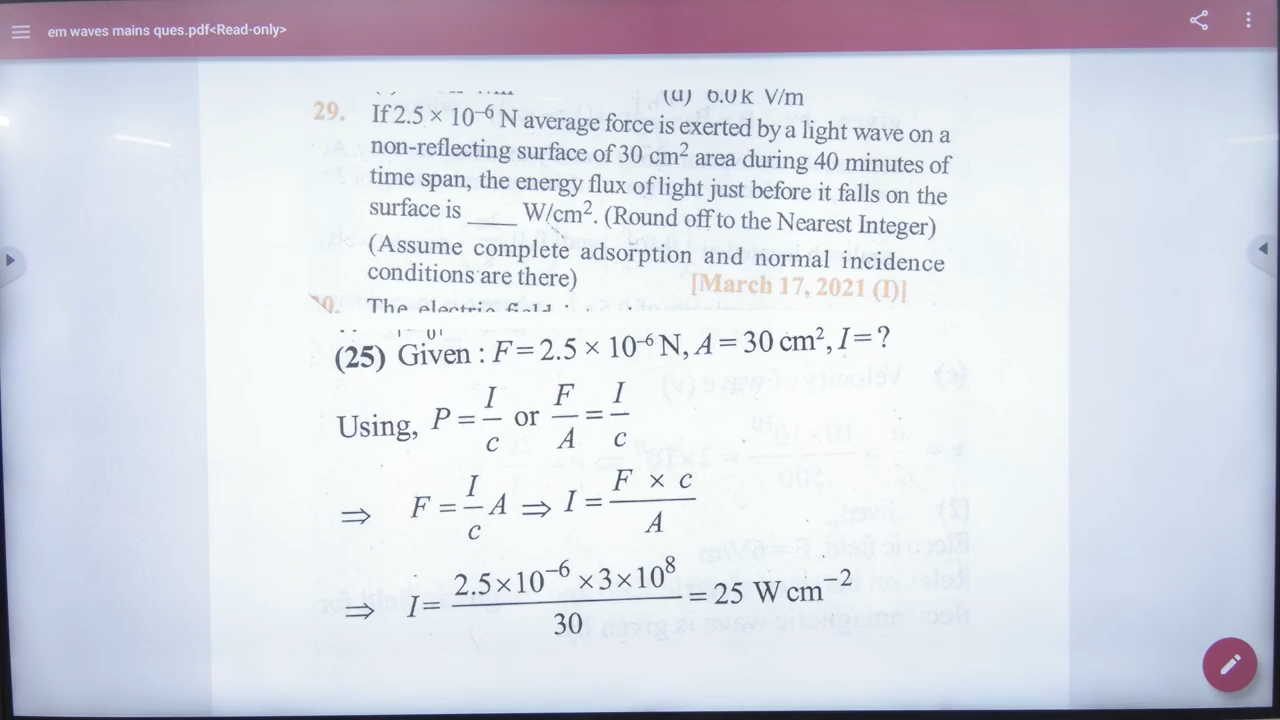 em waves mains ques.pdf<Read-only>
(d) 6.0k V/m
29. If 2.5 × 10⁻⁶ N average force is exerted by a light wave on a
non-reflecting surface of 30 cm² area during 40 minutes of
time span, the energy flux of light just before it falls on the
surface is ____ W/cm². (Round off to the Nearest Integer)
(Assume complete adsorption and normal incidence
conditions are there) [March 17, 2021 (I)]
The electric field
(25) Given : F = 2.5 × 10⁻⁶ N, A = 30 cm², I = ?
Using, P = I/c or F/A = I/c
⇒ F = I/c A ⇒ I = F × c / A
⇒ I = 2.5×10⁻⁶ ×3×10⁸ / 30 = 25 W cm⁻²